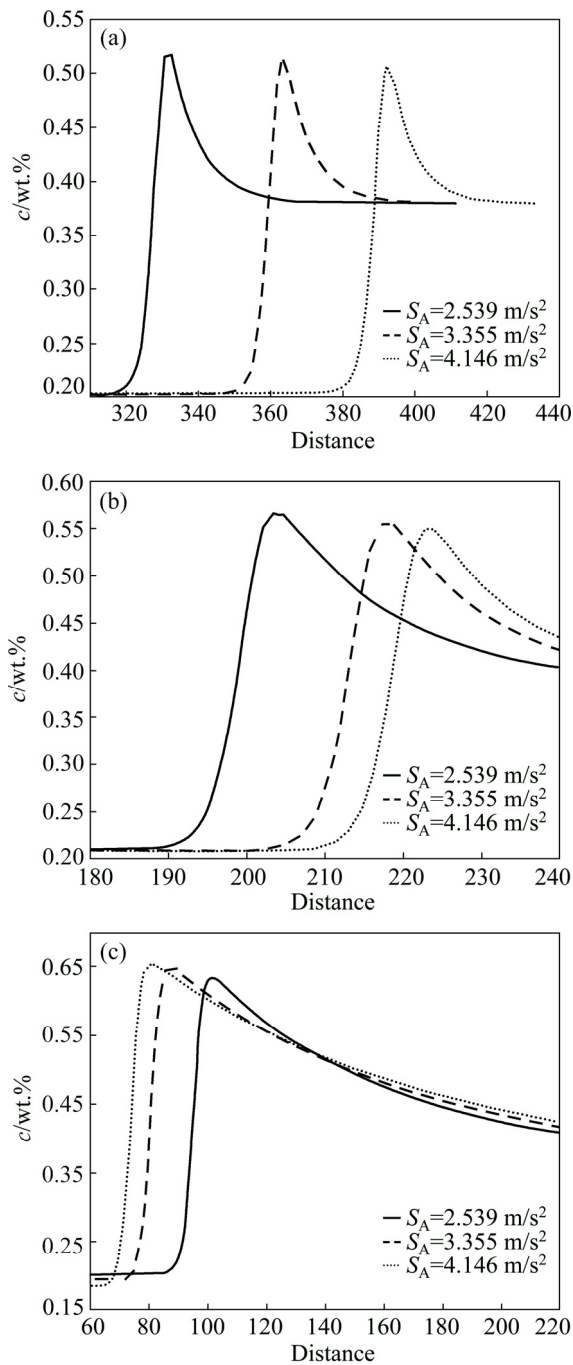 (a)
0.55
0.50
0.45
c/wt.%
0.38
0.30
0.25
0.20
S_A=2.539 m/s²
S_A=3.355 m/s²
S_A=4.146 m/s²
320 340 360 380 400 420 440
Distance
(b)
0.60
0.55
0.50
0.45
c/wt.%
0.40
0.35
0.30
0.25
0.20
S_A=2.539 m/s²
S_A=3.355 m/s²
S_A=4.146 m/s²
180 190 200 210 220 230 240
Distance
(c)
0.65
0.55
c/wt.%
0.45
0.35
0.25
0.15
S_A=2.539 m/s²
S_A=3.355 m/s²
S_A=4.146 m/s²
60 80 100 120 140 160 180 200 220
Distance